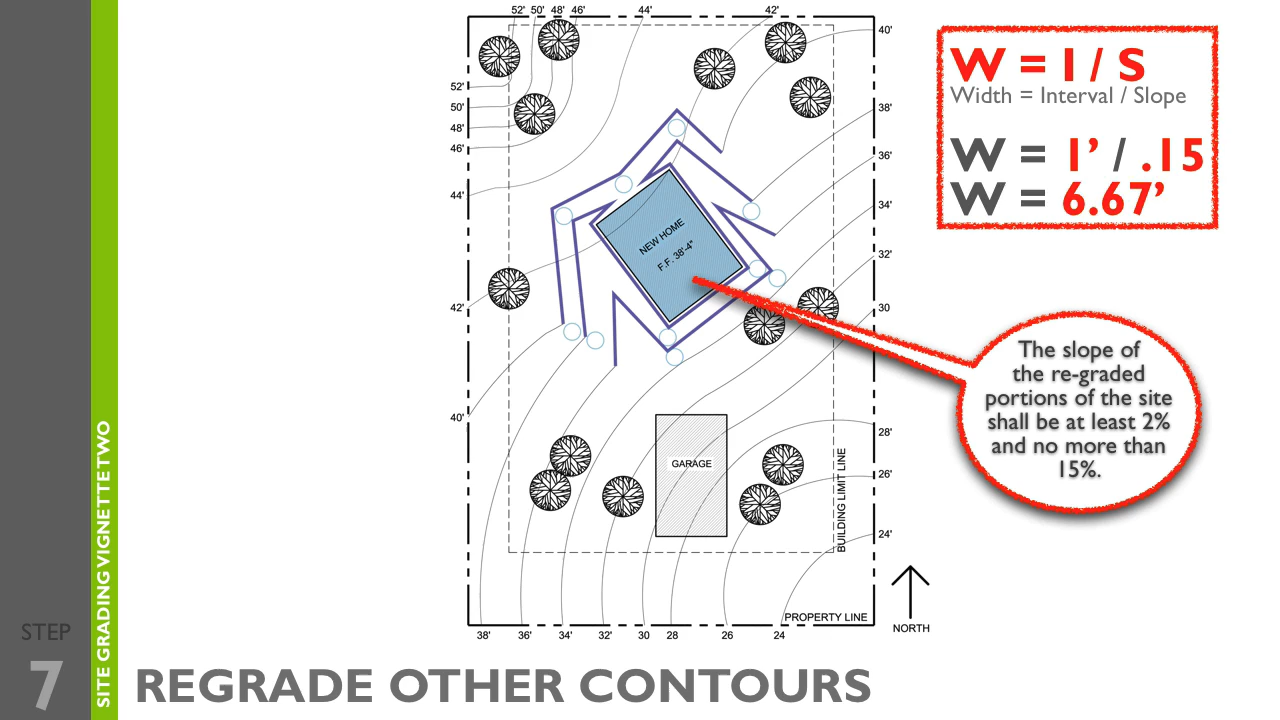 52' 50' 48' 46' 44' 42'
40'
52'
50'
48'
46'
44'
42'
40'
38'
36'
34'
32'
30
28'
26'
24'
NEW HOME
F.F. 38'-4"
GARAGE
BUILDING LIMIT LINE
PROPERTY LINE
38' 36' 34' 32' 30 28 26 24
NORTH
W = I / S
Width = Interval / Slope
W = 1' / .15
W = 6.67'
The slope of
the re-graded
portions of the site
shall be at least 2%
and no more than
15%.
SITE GRADING VIGNETTE TWO
STEP
7
REGRADE OTHER CONTOURS